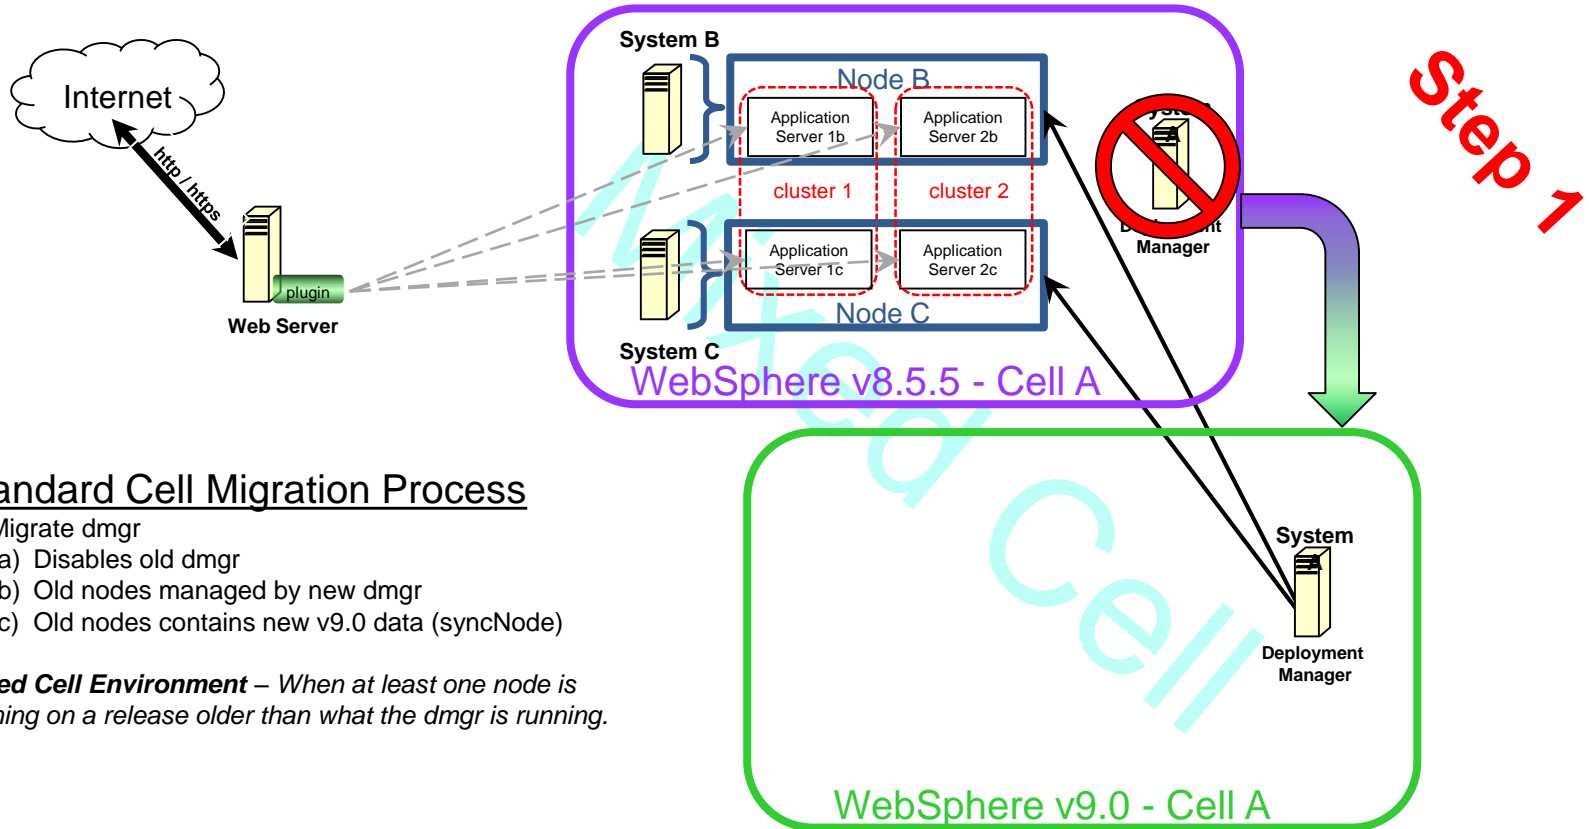 Step 1
System B
Node B
Internet
Application
Server 1b
Application
Server 2b
http / https
cluster 1
cluster 2
A
Application
Server 1c
Application
Server 2c
Manager
plugin
Node C
Web Server
System C
WebSphere v8.5.5 - Cell A
Mixed Cell
andard Cell Migration Process
Migrate dmgr
a) Disables old dmgr
b) Old nodes managed by new dmgr
c) Old nodes contains new v9.0 data (syncNode)
ed Cell Environment – When at least one node is
ning on a release older than what the dmgr is running.
System
A
Deployment
Manager
WebSphere v9.0 - Cell A